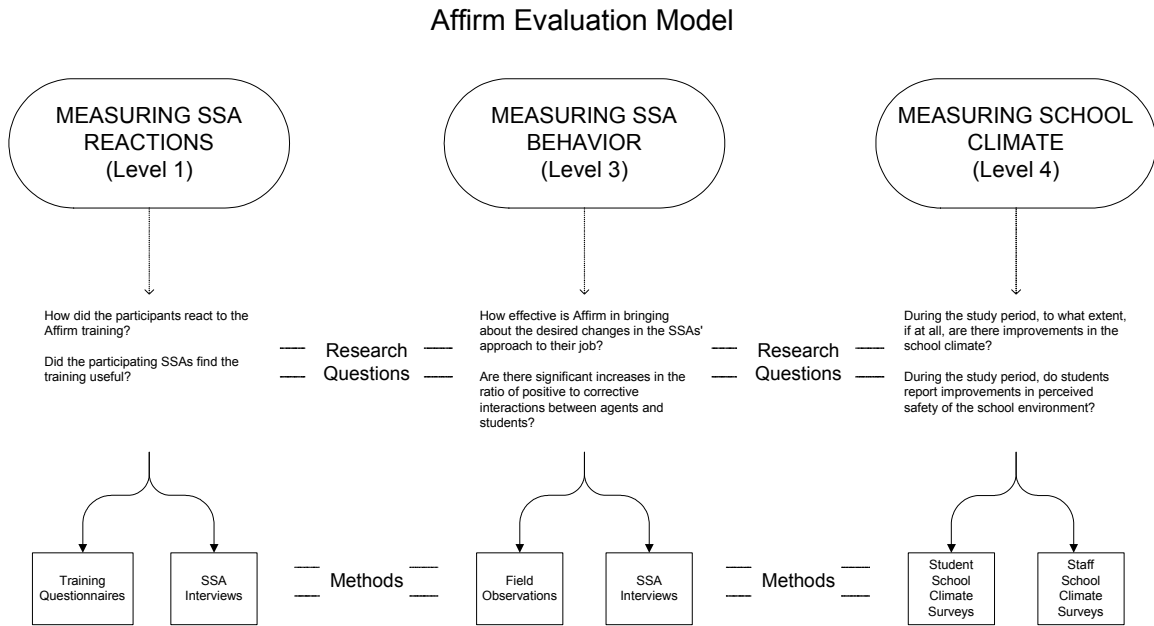 Affirm Evaluation Model
MEASURING SSA
REACTIONS
(Level 1)
MEASURING SSA
BEHAVIOR
(Level 3)
MEASURING SCHOOL
CLIMATE
(Level 4)
How did the participants react to the
Affirm training?
Did the participating SSAs find the
training useful?
Research
Questions
How effective is Affirm in bringing
about the desired changes in the SSAs'
approach to their job?
Are there significant increases in the
ratio of positive to corrective
interactions between agents and
students?
Research
Questions
During the study period, to what extent,
if at all, are there improvements in the
school climate?
During the study period, do students
report improvements in perceived
safety of the school environment?
Training
Questionnaires
SSA
Interviews
Methods
Field
Observations
SSA
Interviews
Methods
Student
School
Climate
Surveys
Staff
School
Climate
Surveys